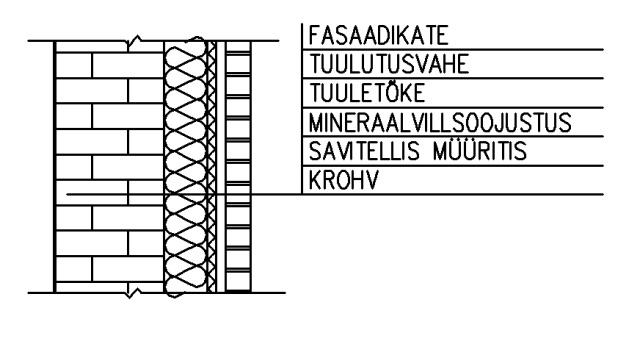 FASAADIKATE
TUULUTUSVAHE
TUULETÕKE
MINERAALVILLSOOJUSTUS
SAVITELLIS MÜÜRITIS
KROHV